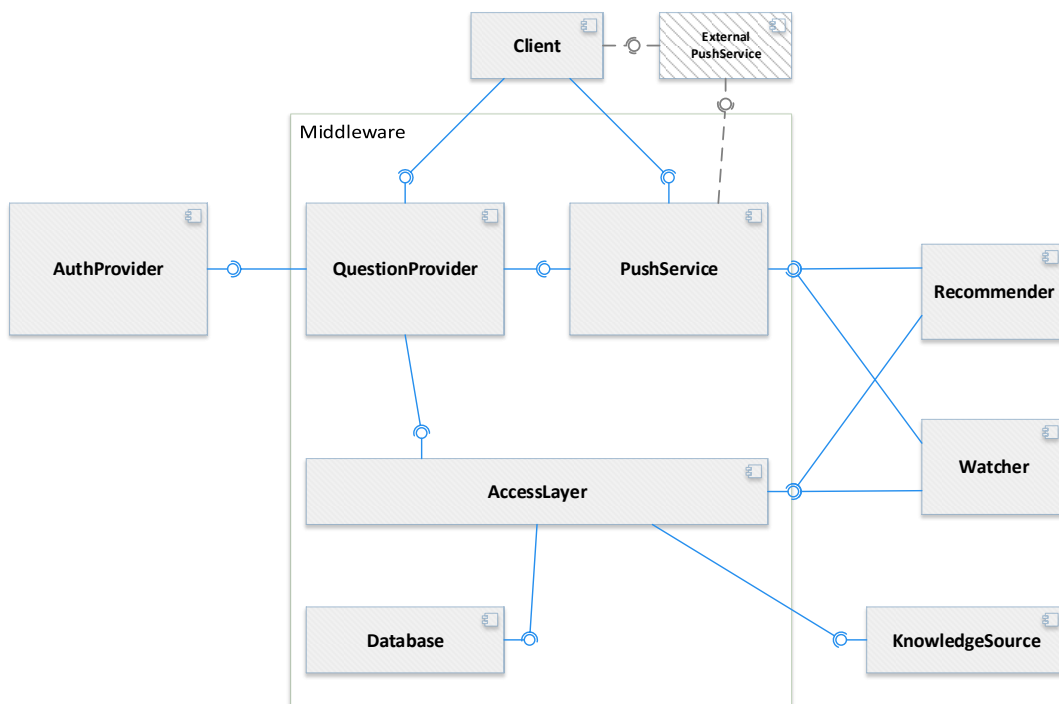 Client
External
PushService
Middleware
AuthProvider
QuestionProvider
PushService
Recommender
Watcher
AccessLayer
Database
KnowledgeSource